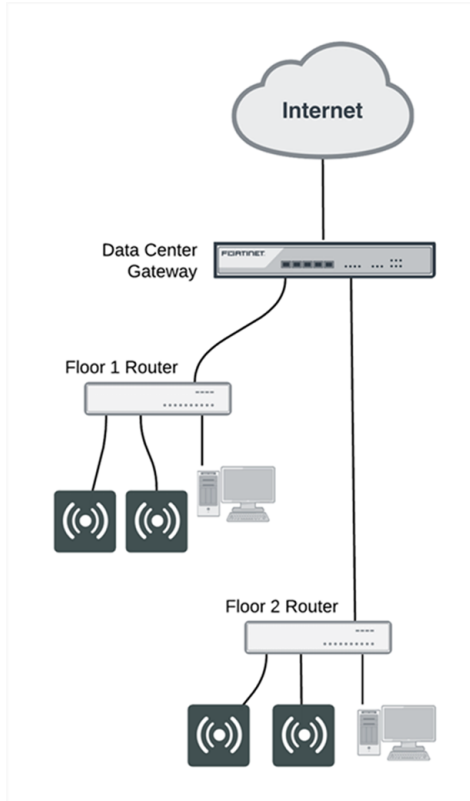 Internet
Data Center
Gateway
FORTINET
Floor 1 Router
Floor 2 Router